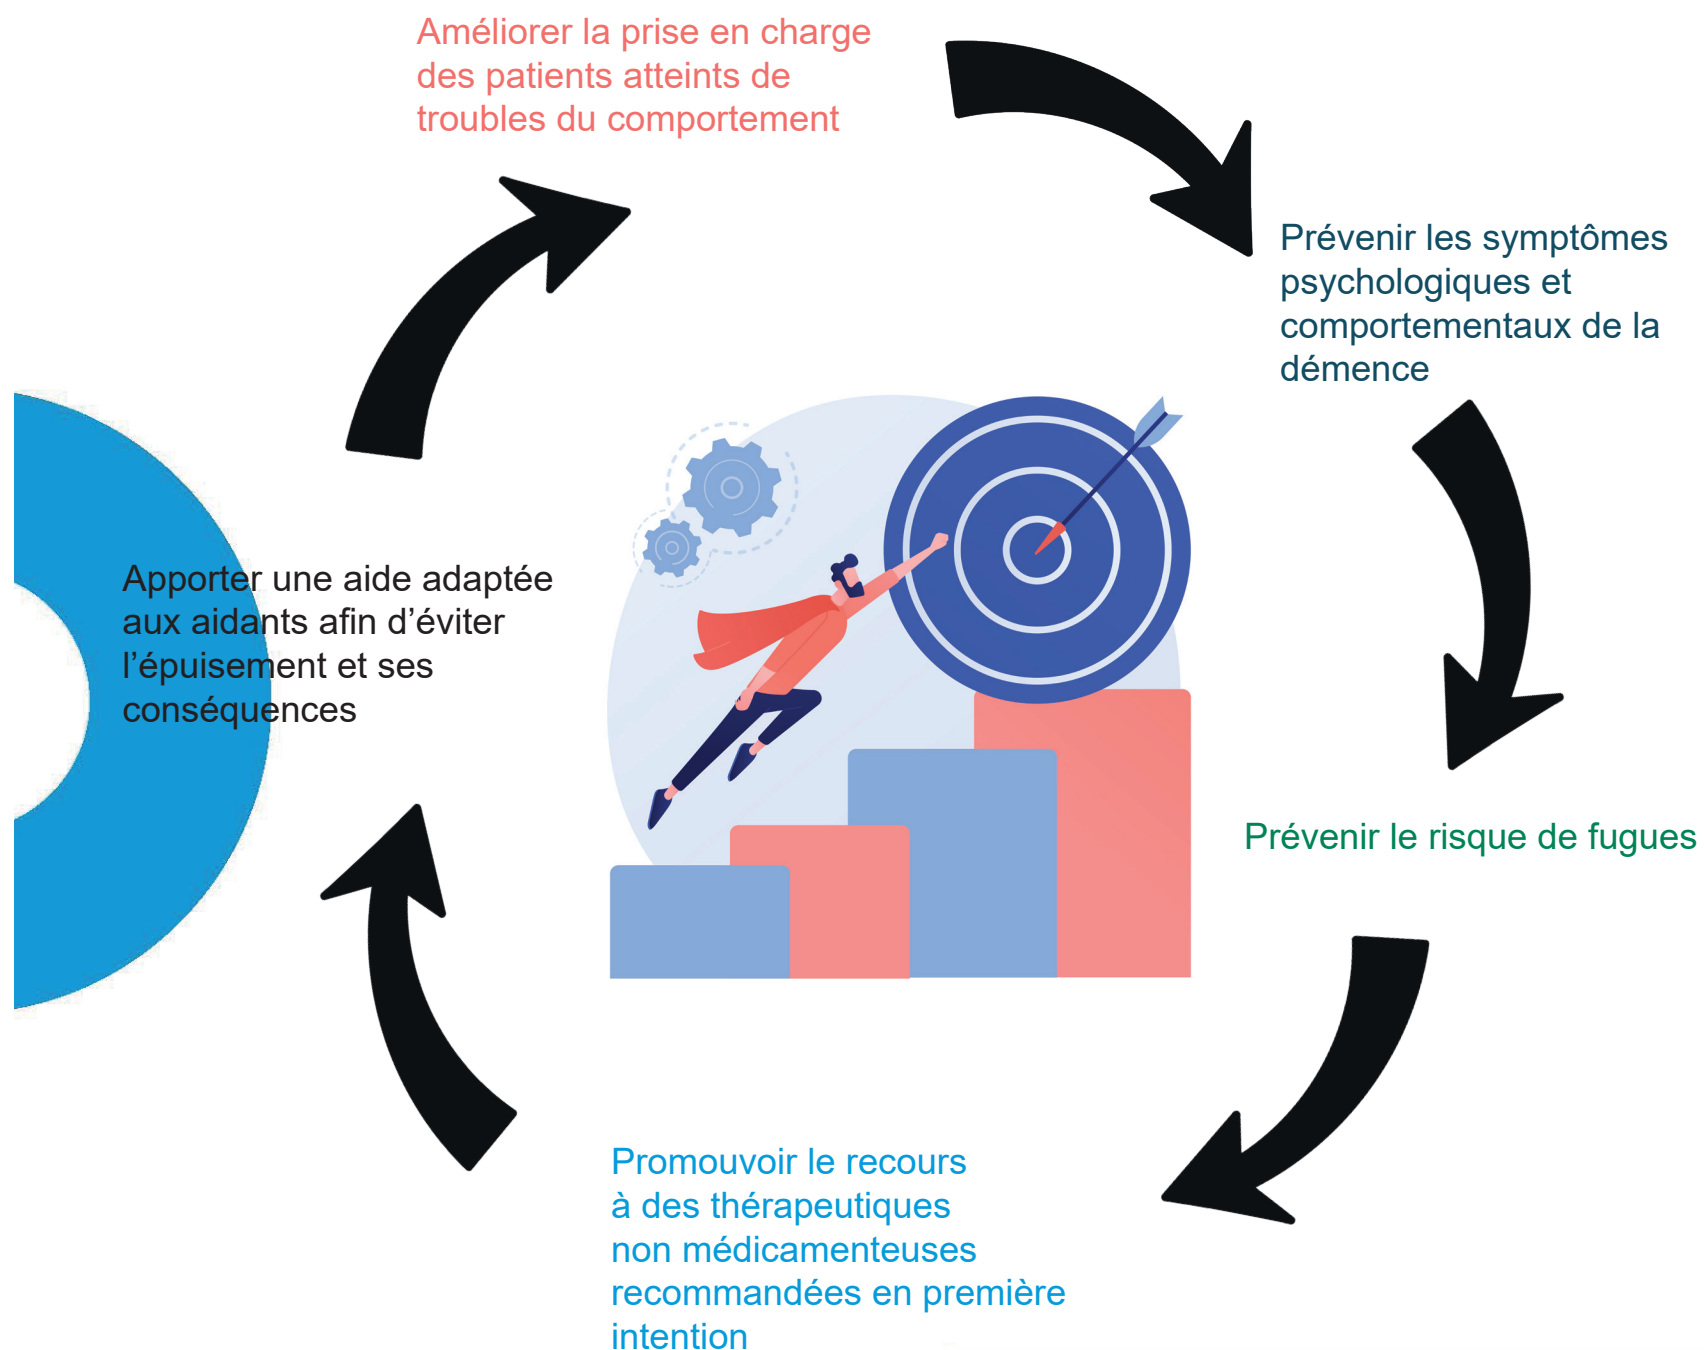 Améliorer la prise en charge
des patients atteints de
troubles du comportement
Prévenir les symptômes
psychologiques et
comportementaux de la
démence
Prévenir le risque de fugues
Promouvoir le recours
à des thérapeutiques
non médicamenteuses
recommandées en première
intention
Apporter une aide adaptée
aux aidants afin d’éviter
l’épuisement et ses
conséquences